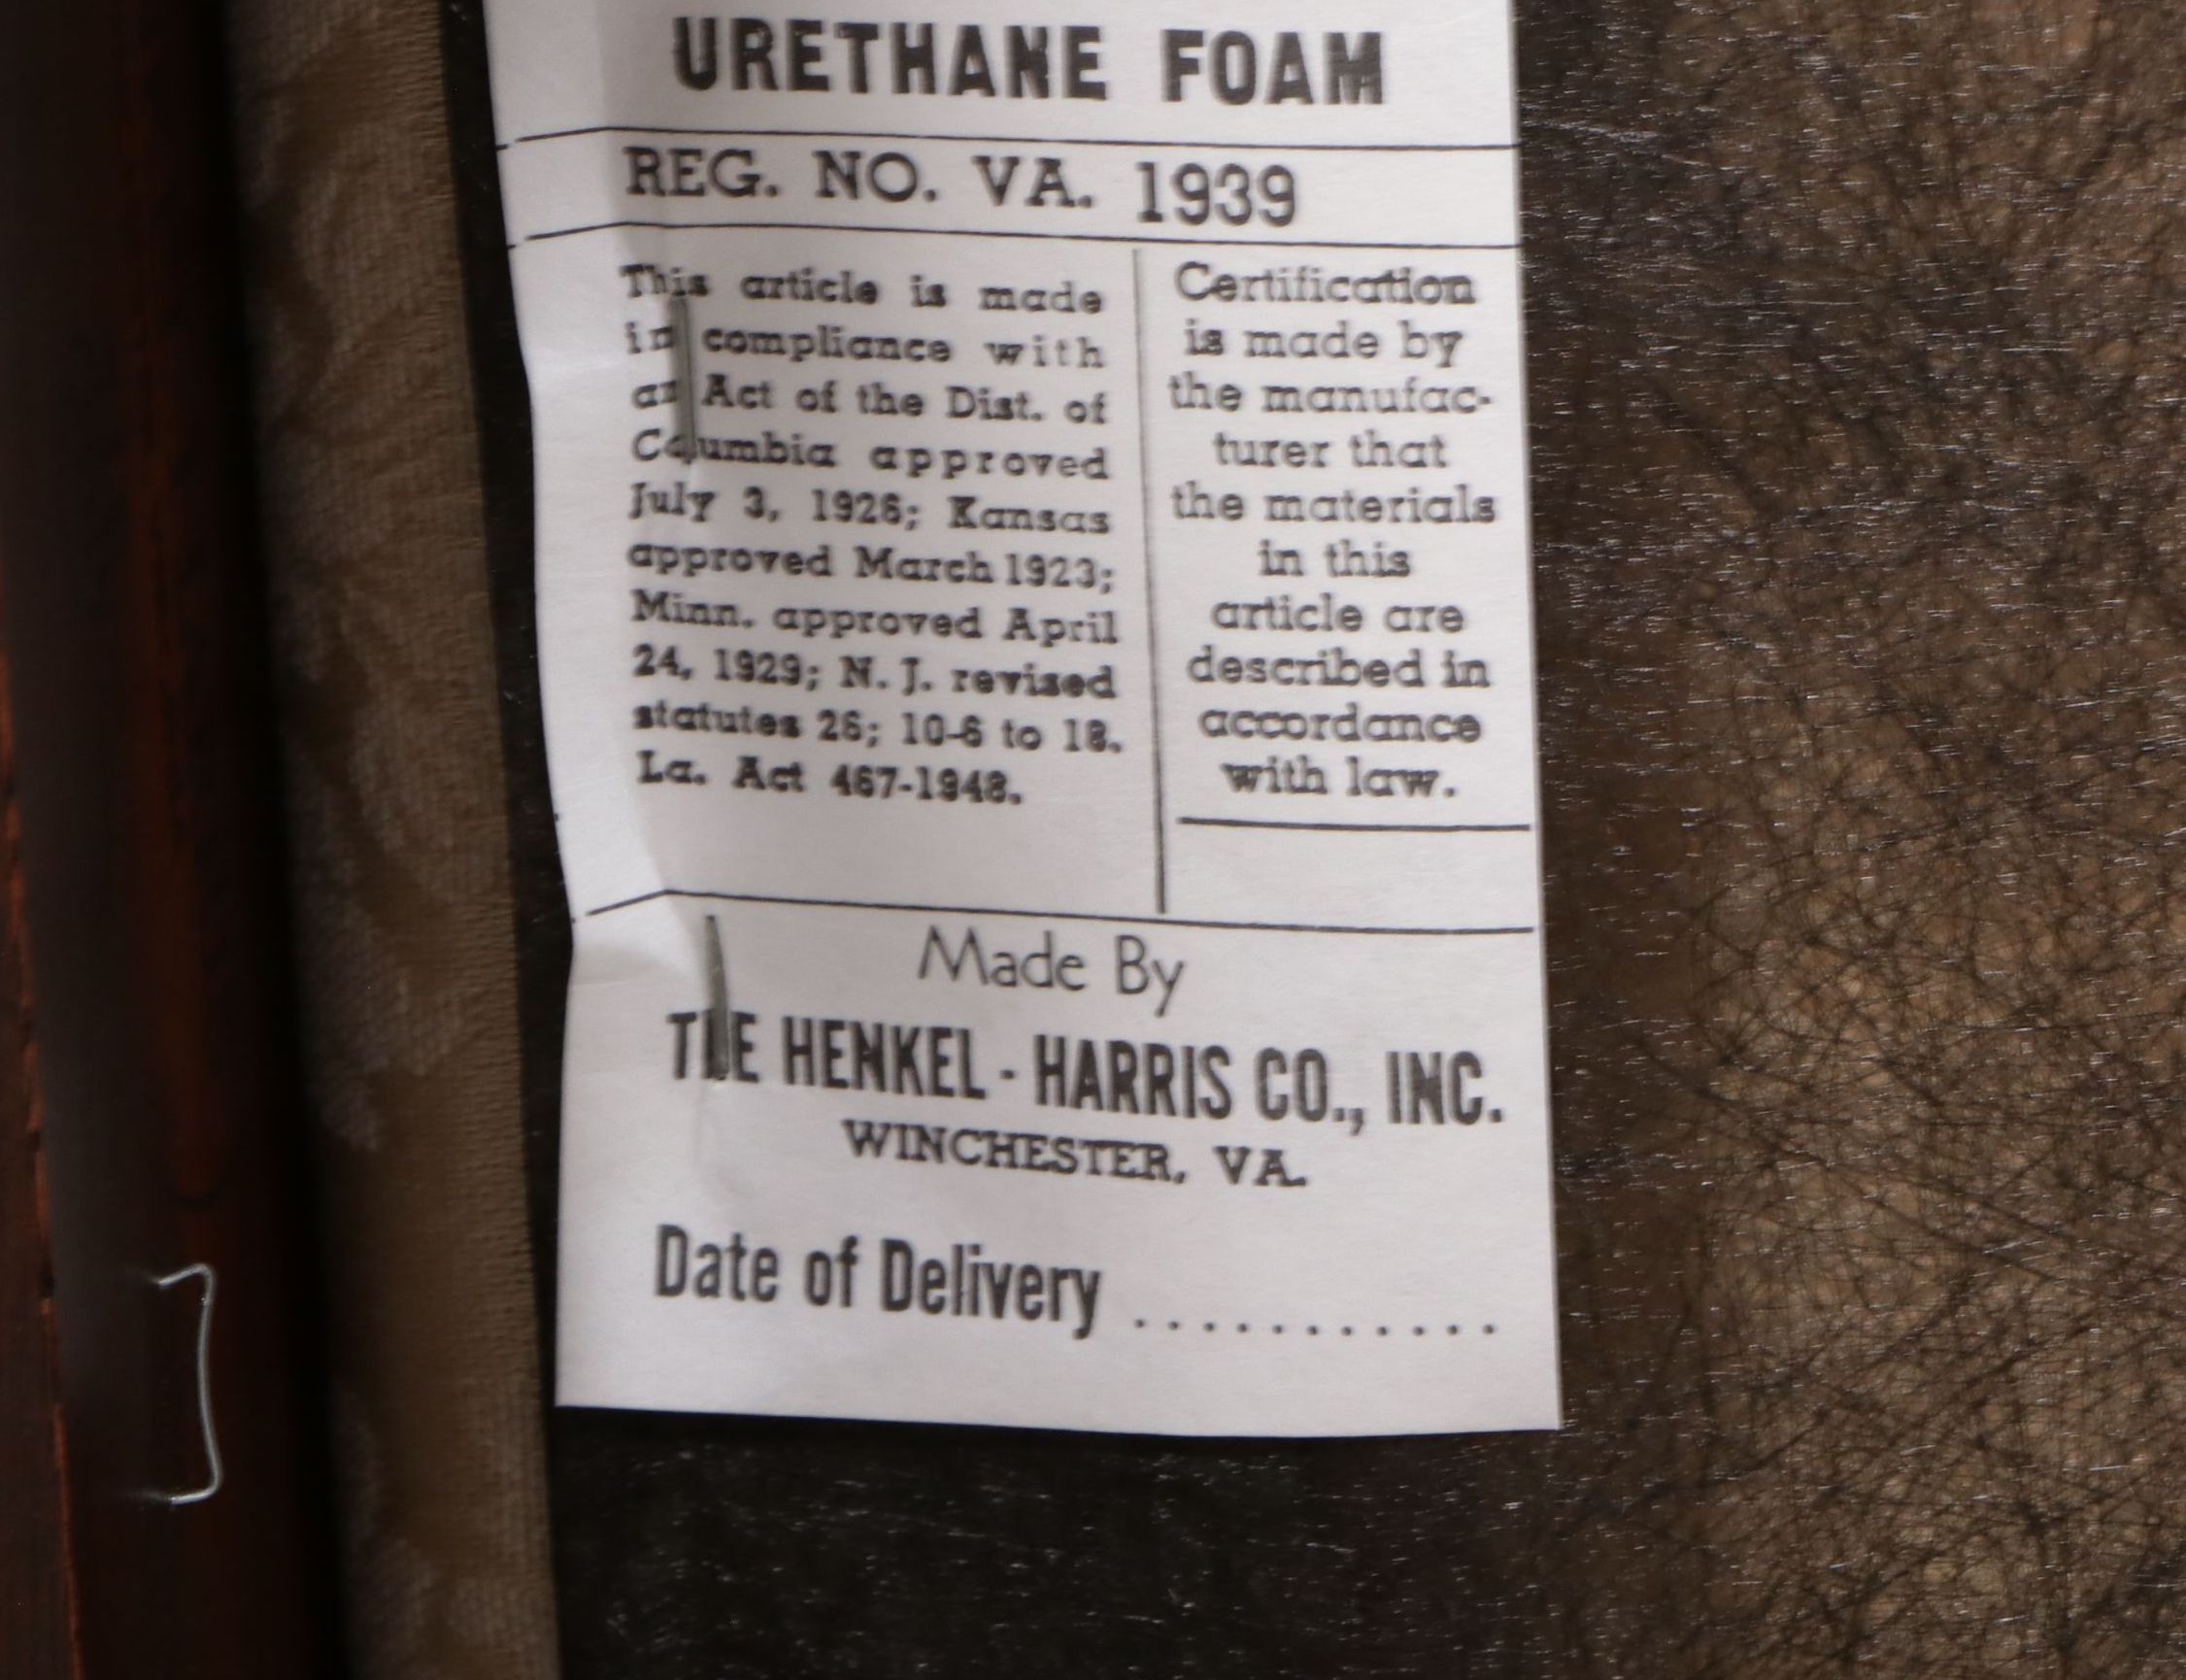 URETHANE FOAM
REG. NO. VA. 1939
This article is made
in compliance with
an Act of the Dist. of
Columbia approved
July 3, 1926; Kansas
approved March 1923;
Minn. approved April
24, 1929; N. J. revised
statutes 26; 10-6 to 18.
La. Act 467-1948.
Certification
is made by
the manufac-
turer that
the materials
in this
article are
described in
accordance
with law.
Made By
THE HENKEL - HARRIS CO., INC.
WINCHESTER, VA.
Date of Delivery ...........